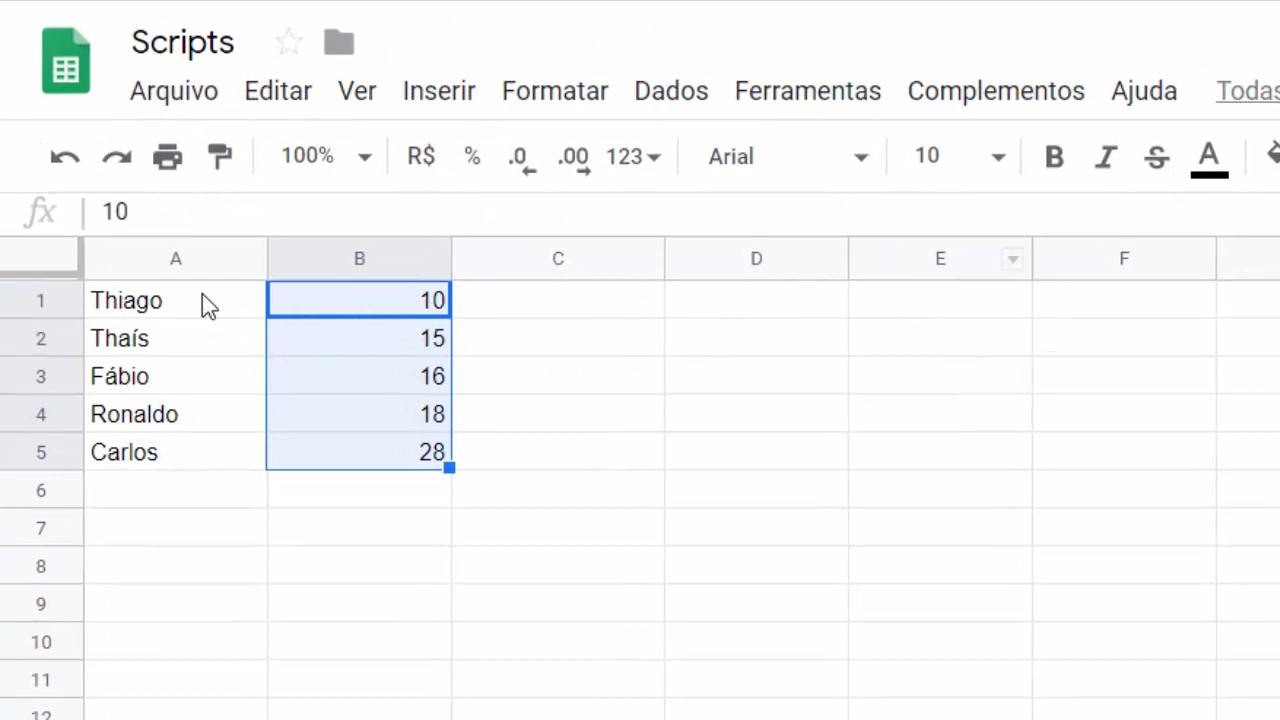 Scripts
Arquivo Editar Ver Inserir Formatar Dados Ferramentas Complementos Ajuda Todas
100% R$ % .0 .00 123 Arial 10 B I S A
fx 10
A B C D E F
1 Thiago 10
2 Thaís 15
3 Fábio 16
4 Ronaldo 18
5 Carlos 28
6
7
8
9
10
11
12